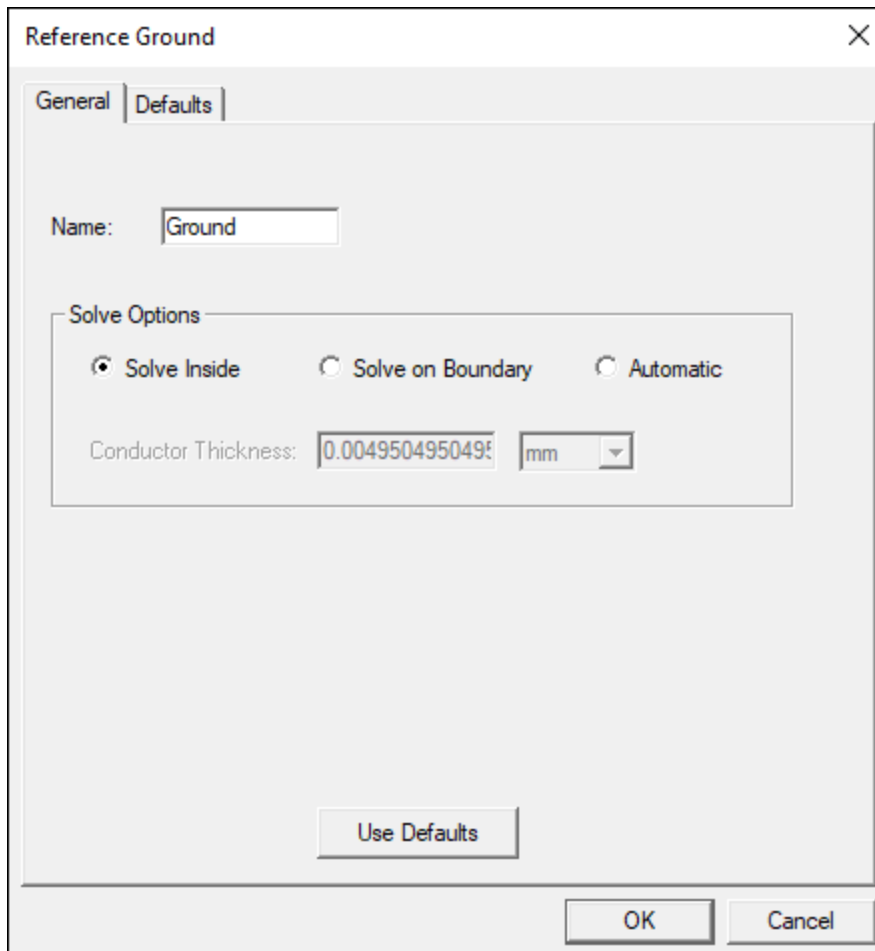 Reference Ground
General Defaults
Name: Ground
Solve Options
Solve Inside Solve on Boundary Automatic
Conductor Thickness: 0.0049504950495 mm
Use Defaults
OK Cancel